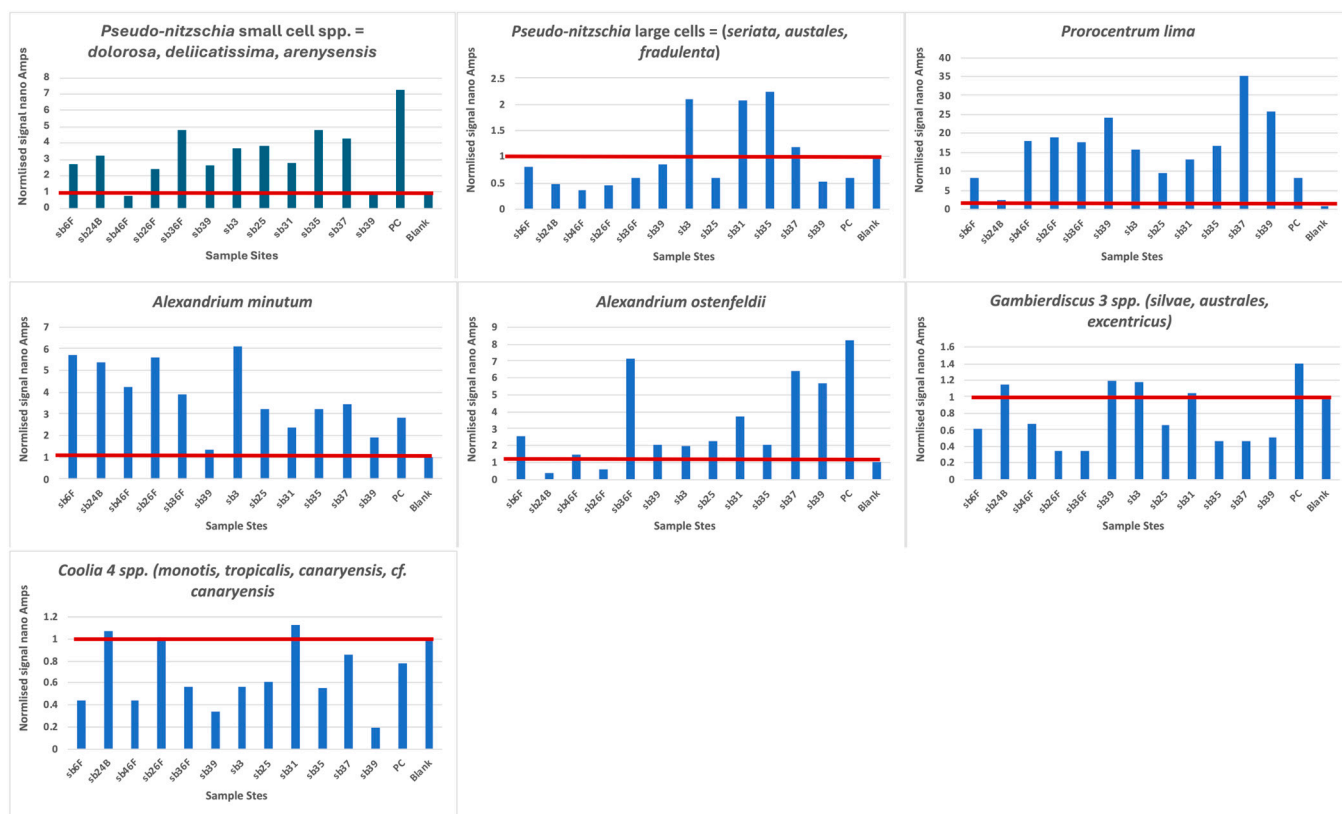 Pseudo-nitzschia small cell spp. =
dolorosa, deliicatissima, arenysensis
Normlised signal nano Amps
8
7
6
5
4
3
2
1
0
sb6F
sb24B
sb46F
sb26F
sb36F
sb39
sb3
sb25
sb31
sb35
sb37
sb39
PC
Blank
Sample Sites
Pseudo-nitzschia large cells = (seriata, austales,
fradulenta)
Normlised signal nano Amps
2.5
2
1.5
1
0.5
0
sb6F
sb24B
sb46F
sb26F
sb36F
sb39
sb3
sb25
sb31
sb35
sb37
sb39
PC
Blank
Sample Stes
Prorocentrum lima
Normlised signal nano Amps
40
35
30
25
20
15
10
5
0
sb6F
sb24B
sb46F
sb26F
sb36F
sb39
sb3
sb25
sb31
sb35
sb37
sb39
PC
Blank
Sample Stes
Alexandrium minutum
Normlised signal nano Amps
7
6
5
4
3
2
1
0
sb6F
sb24B
sb46F
sb26F
sb36F
sb39
sb3
sb25
sb31
sb35
sb37
sb39
PC
Blank
Sample Stes
Alexandrium ostenfeldii
Normlised signal nano Amps
9
8
7
6
5
4
3
2
1
0
sb6F
sb24B
sb46F
sb26F
sb36F
sb39
sb3
sb25
sb31
sb35
sb37
sb39
PC
Blank
Sample Stes
Gambierdiscus 3 spp. (silvae, australes,
excentricus)
Normlised signal nano Amps
1.6
1.4
1.2
1
0.8
0.6
0.4
0.2
0
sb6F
sb24B
sb46F
sb26F
sb36F
sb39
sb3
sb25
sb31
sb35
sb37
sb39
PC
Blank
Sample Stes
Coolia 4 spp. (monotis, tropicalis, canaryensis, cf.
canaryensis
Normlised signal nano Amps
1.2
1
0.8
0.6
0.4
0.2
0
sb6F
sb24B
sb46F
sb26F
sb36F
sb39
sb3
sb25
sb31
sb35
sb37
sb39
PC
Blank
Sample Stes